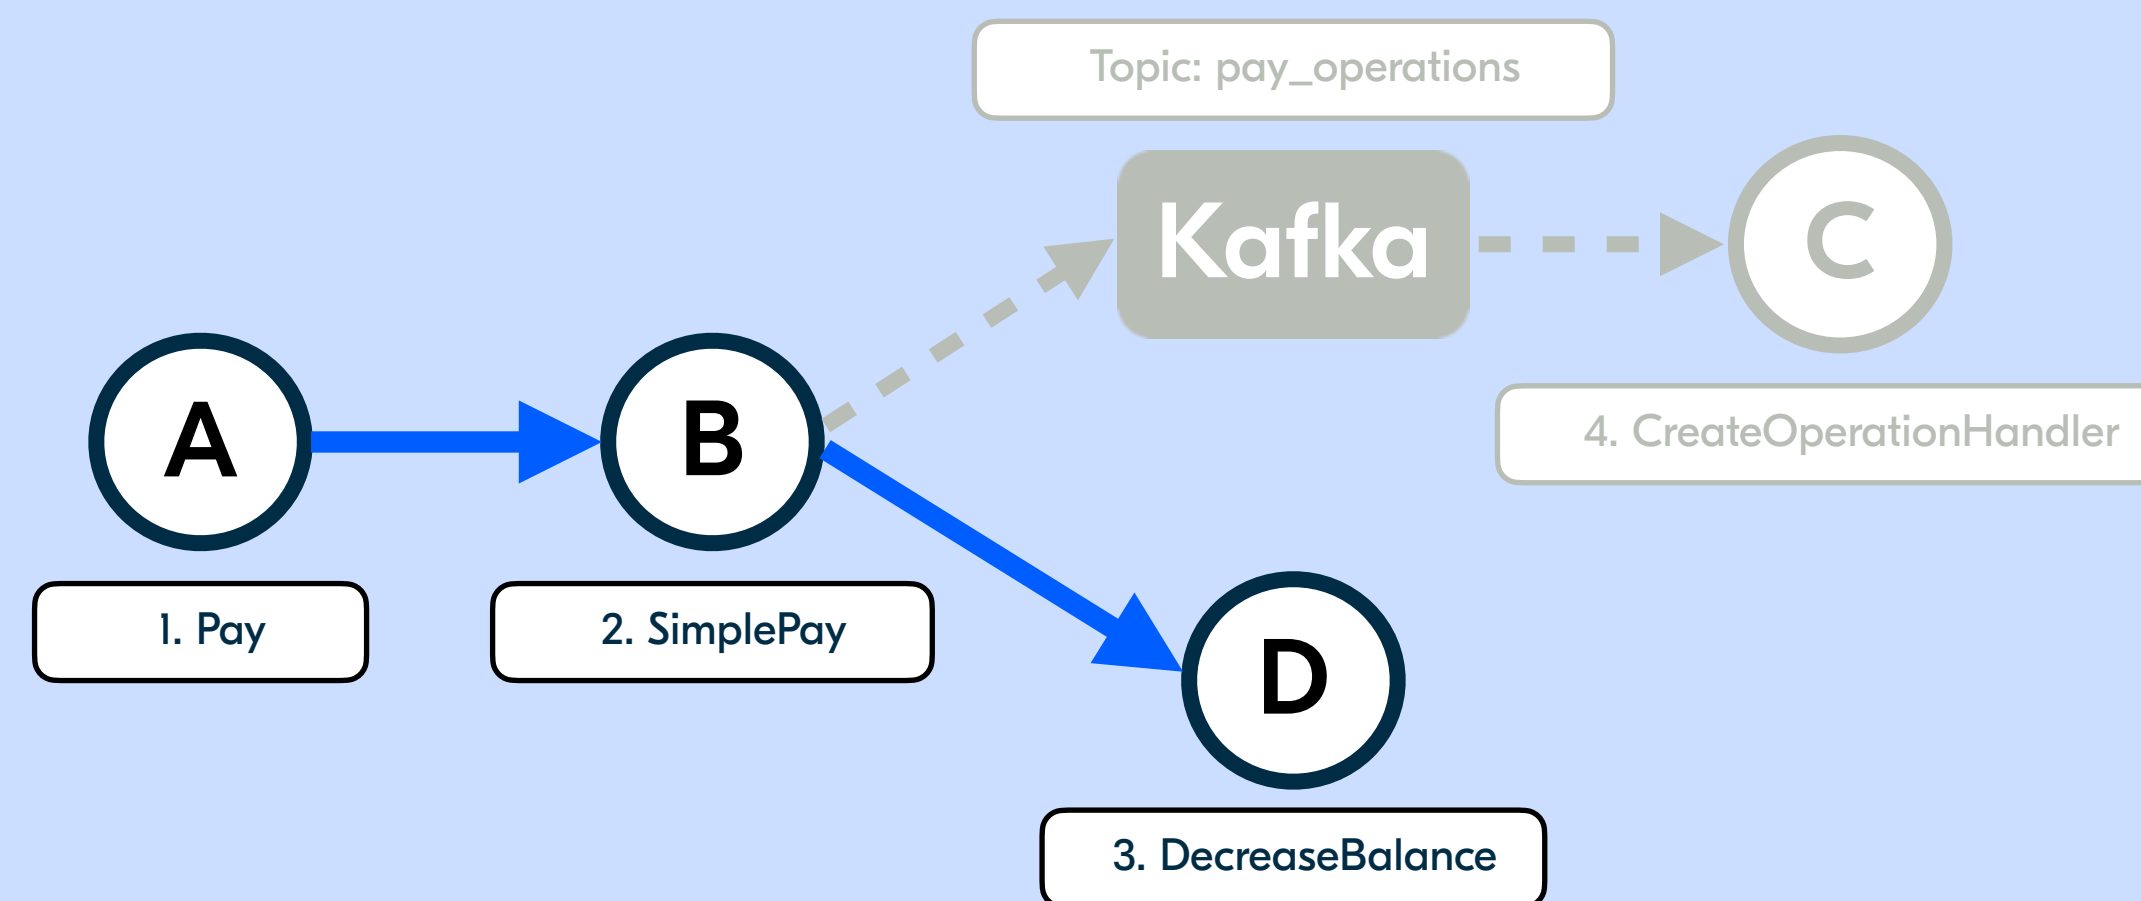 Topic: pay_operations
Kafka
C
4. CreateOperationHandler
A
B
1. Pay
2. SimplePay
D
3. DecreaseBalance